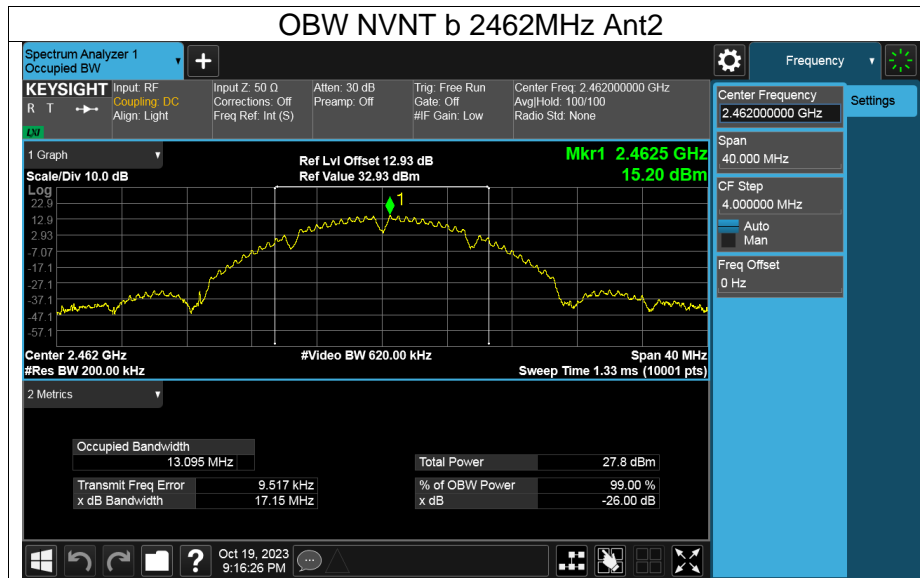 OBW NVNT b 2462MHz Ant2
Spectrum Analyzer 1
Occupied BW
+
Frequency
KEYSIGHT
R T
LXI
Input: RF
Coupling: DC
Align: Light
Input Z: 50 Ω
Corrections: Off
Freq Ref: Int (S)
Atten: 30 dB
Preamp: Off
Trig: Free Run
Gate: Off
#IF Gain: Low
Center Freq: 2.462000000 GHz
Avg|Hold: 100/100
Radio Std: None
Center Frequency
2.462000000 GHz
Settings
Span
40.000 MHz
CF Step
4.000000 MHz
Auto
Man
Freq Offset
0 Hz
1 Graph
Scale/Div 10.0 dB
Ref Lvl Offset 12.93 dB
Ref Value 32.93 dBm
Mkr1 2.4625 GHz
15.20 dBm
Log
22.9
12.9
2.93
-7.07
-17.1
-27.1
-37.1
-47.1
-57.1
1
Center 2.462 GHz
#Res BW 200.00 kHz
#Video BW 620.00 kHz
Span 40 MHz
Sweep Time 1.33 ms (10001 pts)
2 Metrics
Occupied Bandwidth
13.095 MHz
Transmit Freq Error 9.517 kHz
x dB Bandwidth 17.15 MHz
Total Power 27.8 dBm
% of OBW Power 99.00 %
x dB -26.00 dB
?
Oct 19, 2023
9:16:26 PM